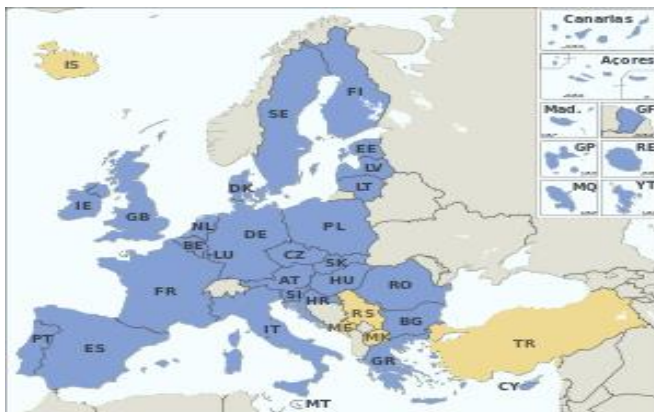 Canarias
IS
Açores
FI
SE
Mad.
GF
EE
LV
GP
RE
DK
LT
IE
GB
NL
MQ
YT
BE
DE
PL
LU
CZ
SK
FR
AT
HU
RO
SI
HR
RS
BG
ME
MK
PT
ES
IT
TR
GR
CY
MT